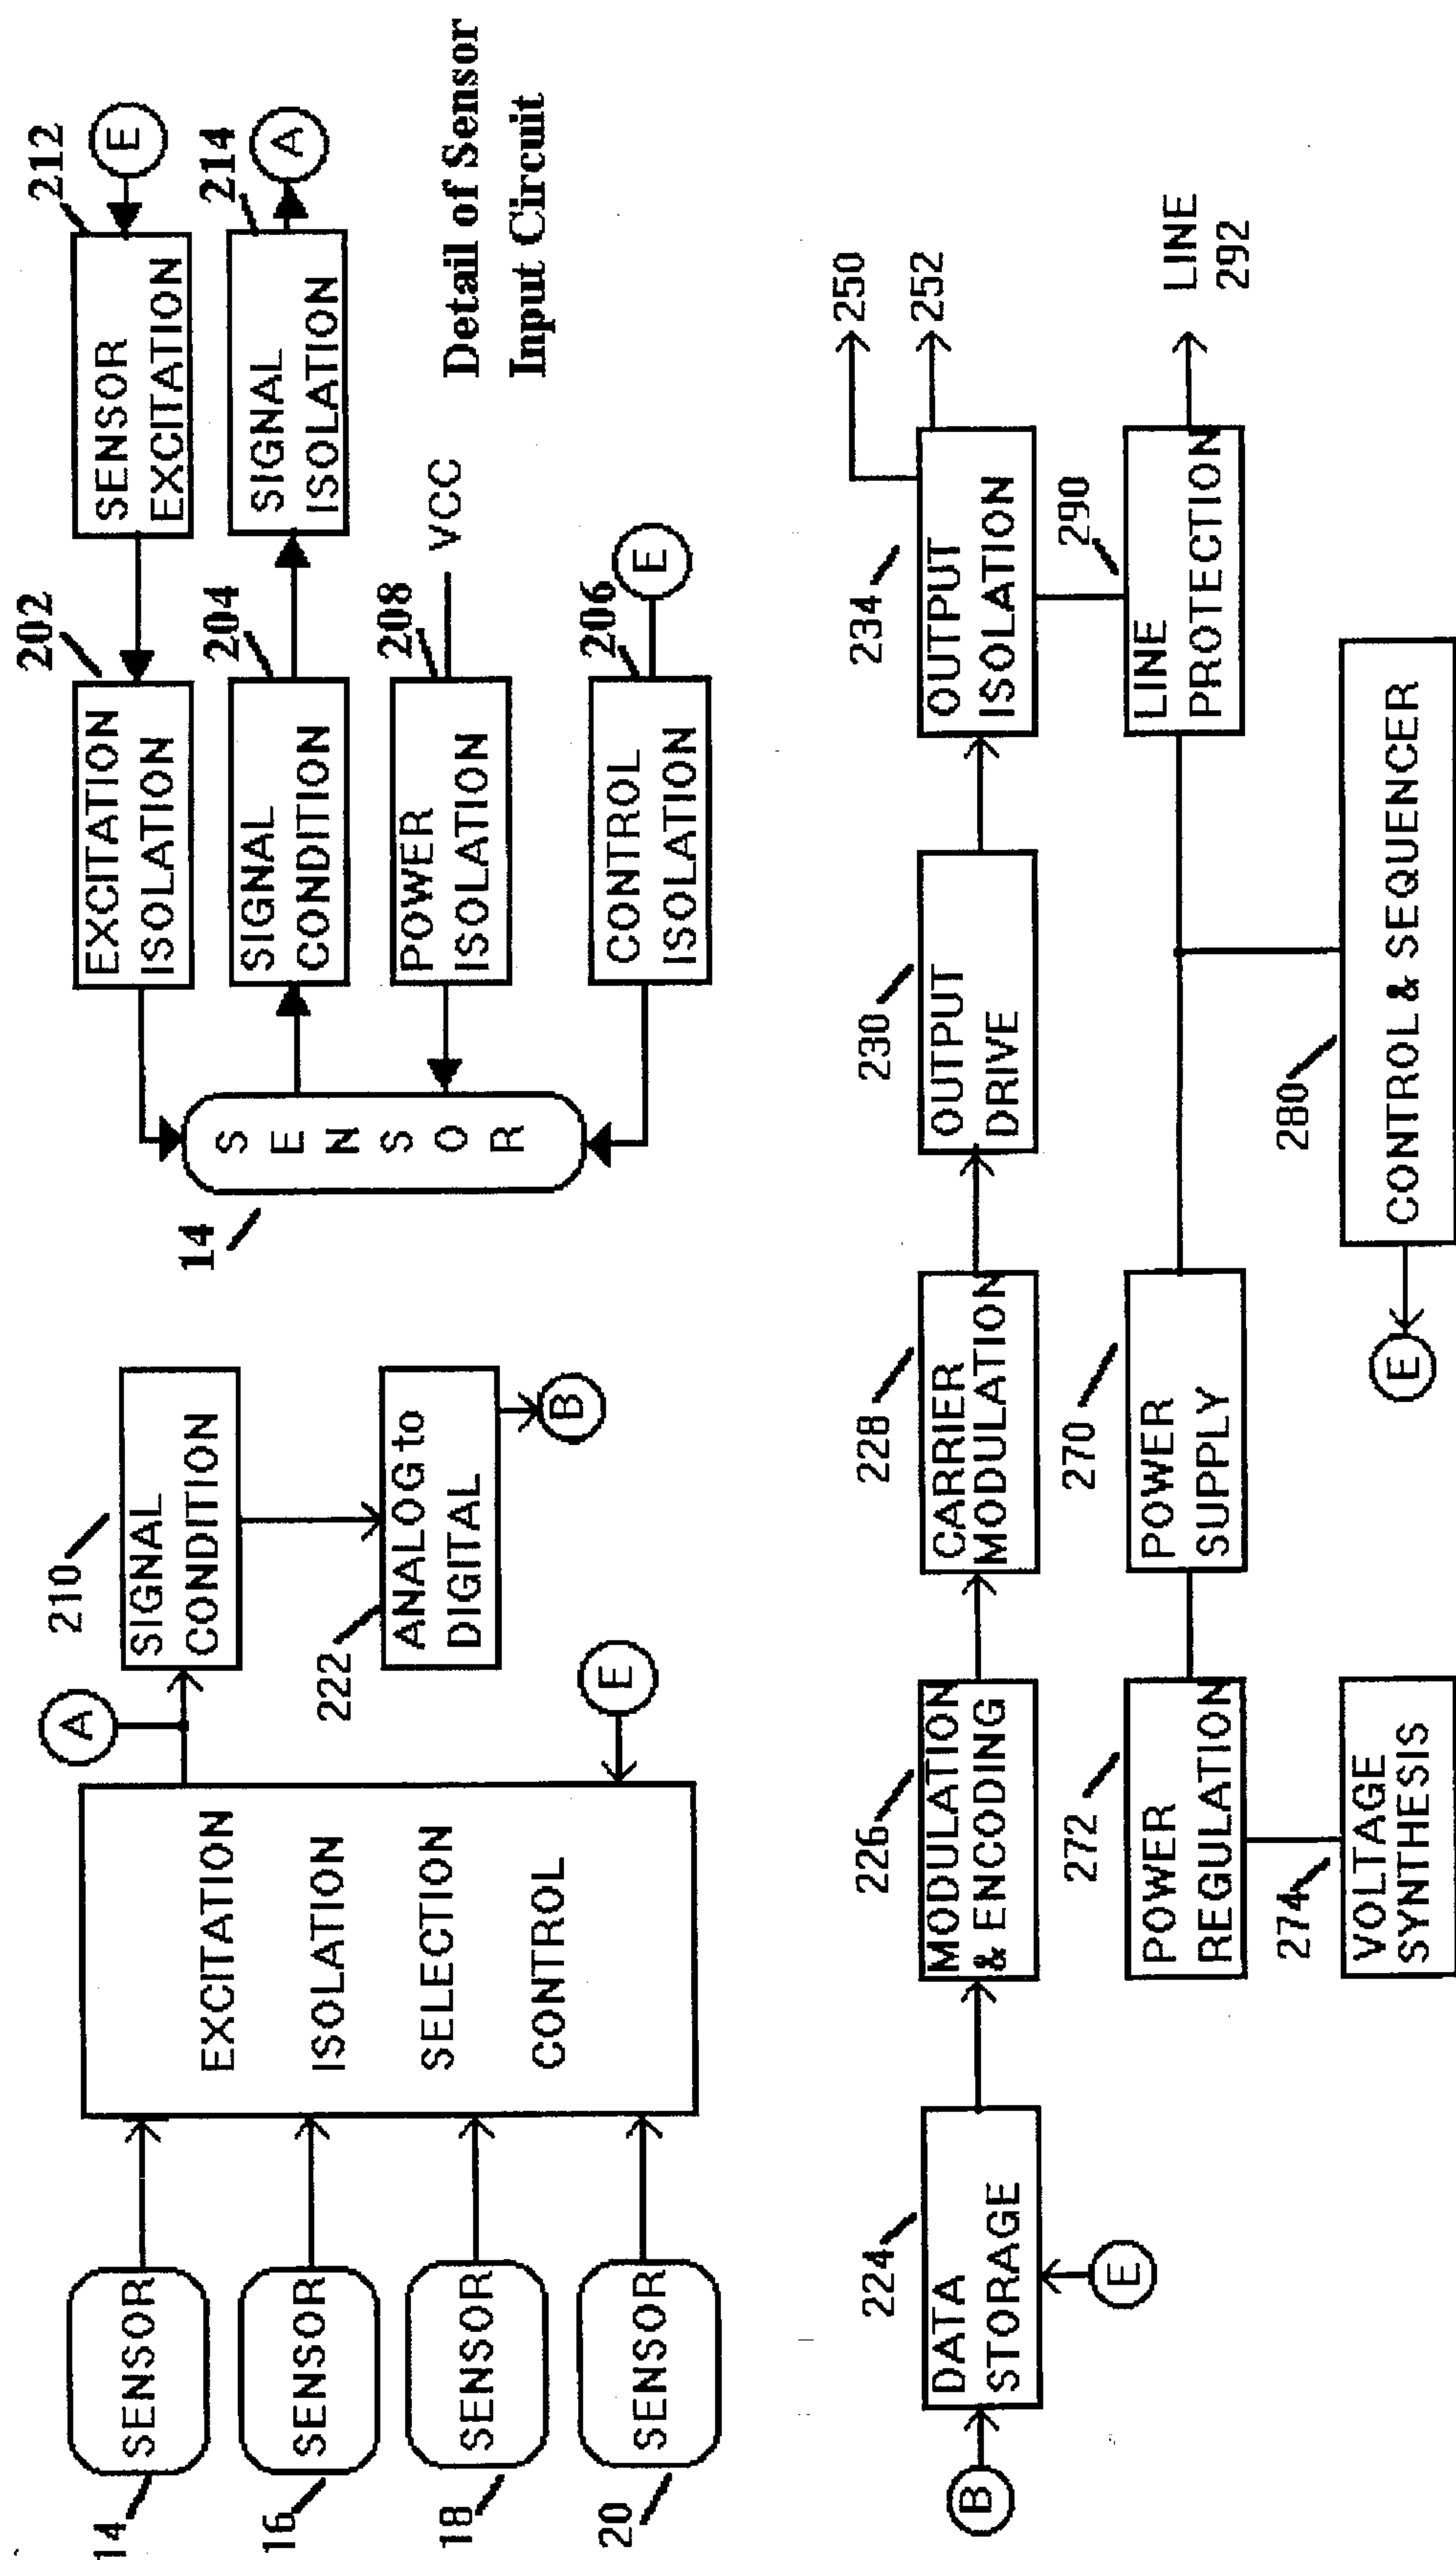 14
SENSOR
16
SENSOR
18
SENSOR
20
SENSOR
EXCITATION
ISOLATION
SELECTION
CONTROL
A
E
210
SIGNAL
CONDITION
222
ANALOG to
DIGITAL
B
14
SENSOR
202
EXCITATION
ISOLATION
204
SIGNAL
CONDITION
208
POWER
ISOLATION
VCC
206
CONTROL
ISOLATION
E
212
SENSOR
EXCITATION
E
214
SIGNAL
ISOLATION
A
Detail of Sensor
Input Circuit
B
224
DATA
STORAGE
E
226
MODULATION
& ENCODING
228
CARRIER
MODULATION
230
OUTPUT
DRIVE
234
OUTPUT
ISOLATION
250
252
272
POWER
REGULATION
270
POWER
SUPPLY
290
LINE
PROTECTION
LINE
292
274
VOLTAGE
SYNTHESIS
E
280
CONTROL & SEQUENCER